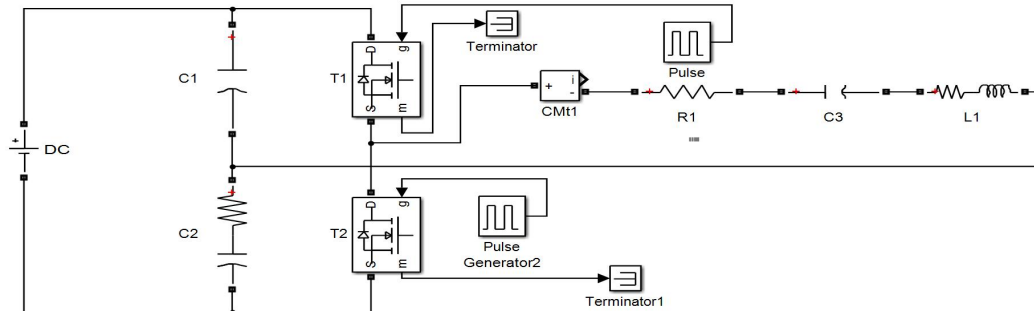 Terminator
Pulse
C1
T1
D
g
S
m
i
+
-
CMt1
R1
C3
L1
+
DC
C2
T2
D
g
S
m
Pulse
Generator2
Terminator1